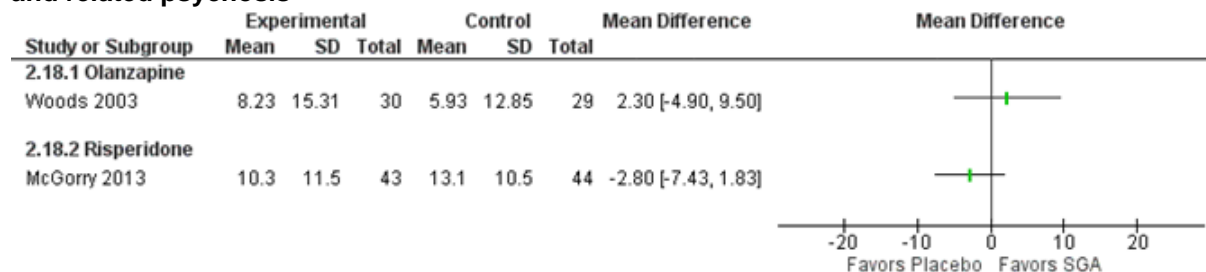 and related psychosis
Experimental Control Mean Difference Mean Difference
Study or Subgroup Mean SD Total Mean SD Total
2.18.1 Olanzapine
Woods 2003 8.23 15.31 30 5.93 12.85 29 2.30 [-4.90, 9.50]
2.18.2 Risperidone
McGorry 2013 10.3 11.5 43 13.1 10.5 44 -2.80 [-7.43, 1.83]
-20 -10 0 10 20
Favors Placebo Favors SGA